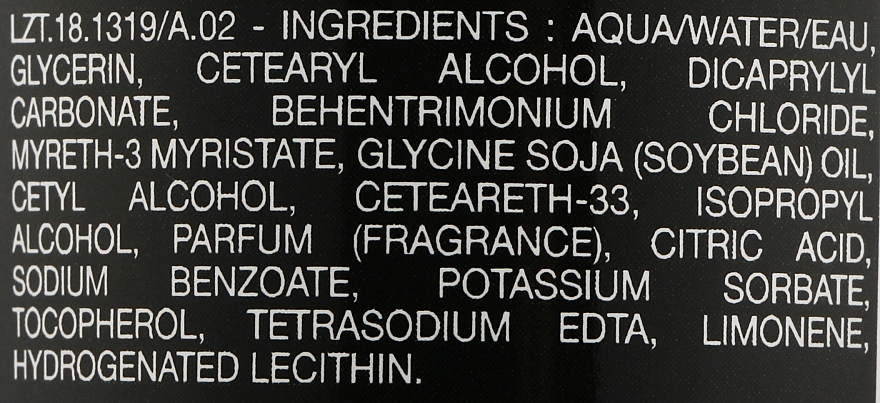 LZT.18.1319/A.02 - INGREDIENTS : AQUA/WATER/EAU,
GLYCERIN, CETEARYL ALCOHOL, DICAPRYLYL
CARBONATE, BEHENTRIMONIUM CHLORIDE,
MYRETH-3 MYRISTATE, GLYCINE SOJA (SOYBEAN) OIL,
CETYL ALCOHOL, CETEARETH-33, ISOPROPYL
ALCOHOL, PARFUM (FRAGRANCE), CITRIC ACID,
SODIUM BENZOATE, POTASSIUM SORBATE,
TOCOPHEROL, TETRASODIUM EDTA, LIMONENE,
HYDROGENATED LECITHIN.